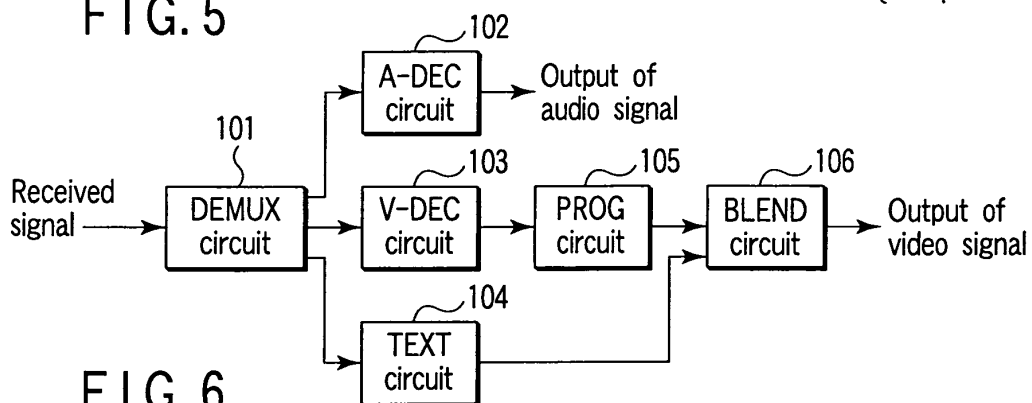 FIG. 5
102
A-DEC
circuit
Output of
audio signal
101
103
105
106
Received
signal
DEMUX
circuit
V-DEC
circuit
PROG
circuit
BLEND
circuit
Output of
video signal
104
TEXT
circuit
FIG. 6